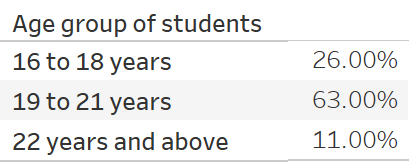 Age group of students
16 to 18 years 26.00%
19 to 21 years 63.00%
22 years and above 11.00%